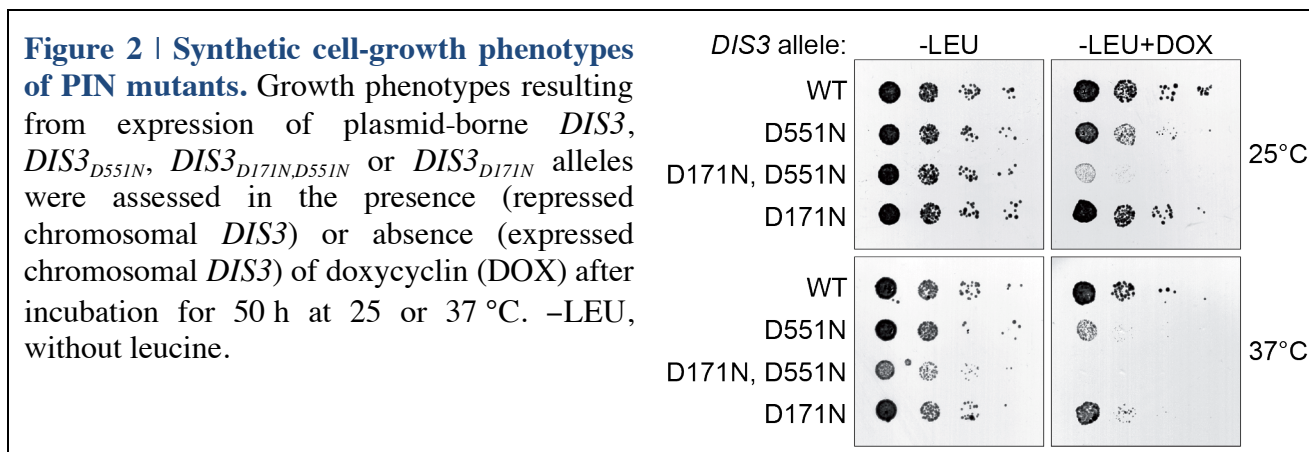 Figure 2 | Synthetic cell-growth phenotypes
of PIN mutants. Growth phenotypes resulting
from expression of plasmid-borne DIS3,
DIS3D551N, DIS3D171N,D551N or DIS3D171N alleles
were assessed in the presence (repressed
chromosomal DIS3) or absence (expressed
chromosomal DIS3) of doxycyclin (DOX) after
incubation for 50 h at 25 or 37 °C. –LEU,
without leucine.
DIS3 allele: -LEU -LEU+DOX
WT
D551N
D171N, D551N
D171N
25°C
WT
D551N
D171N, D551N
D171N
37°C